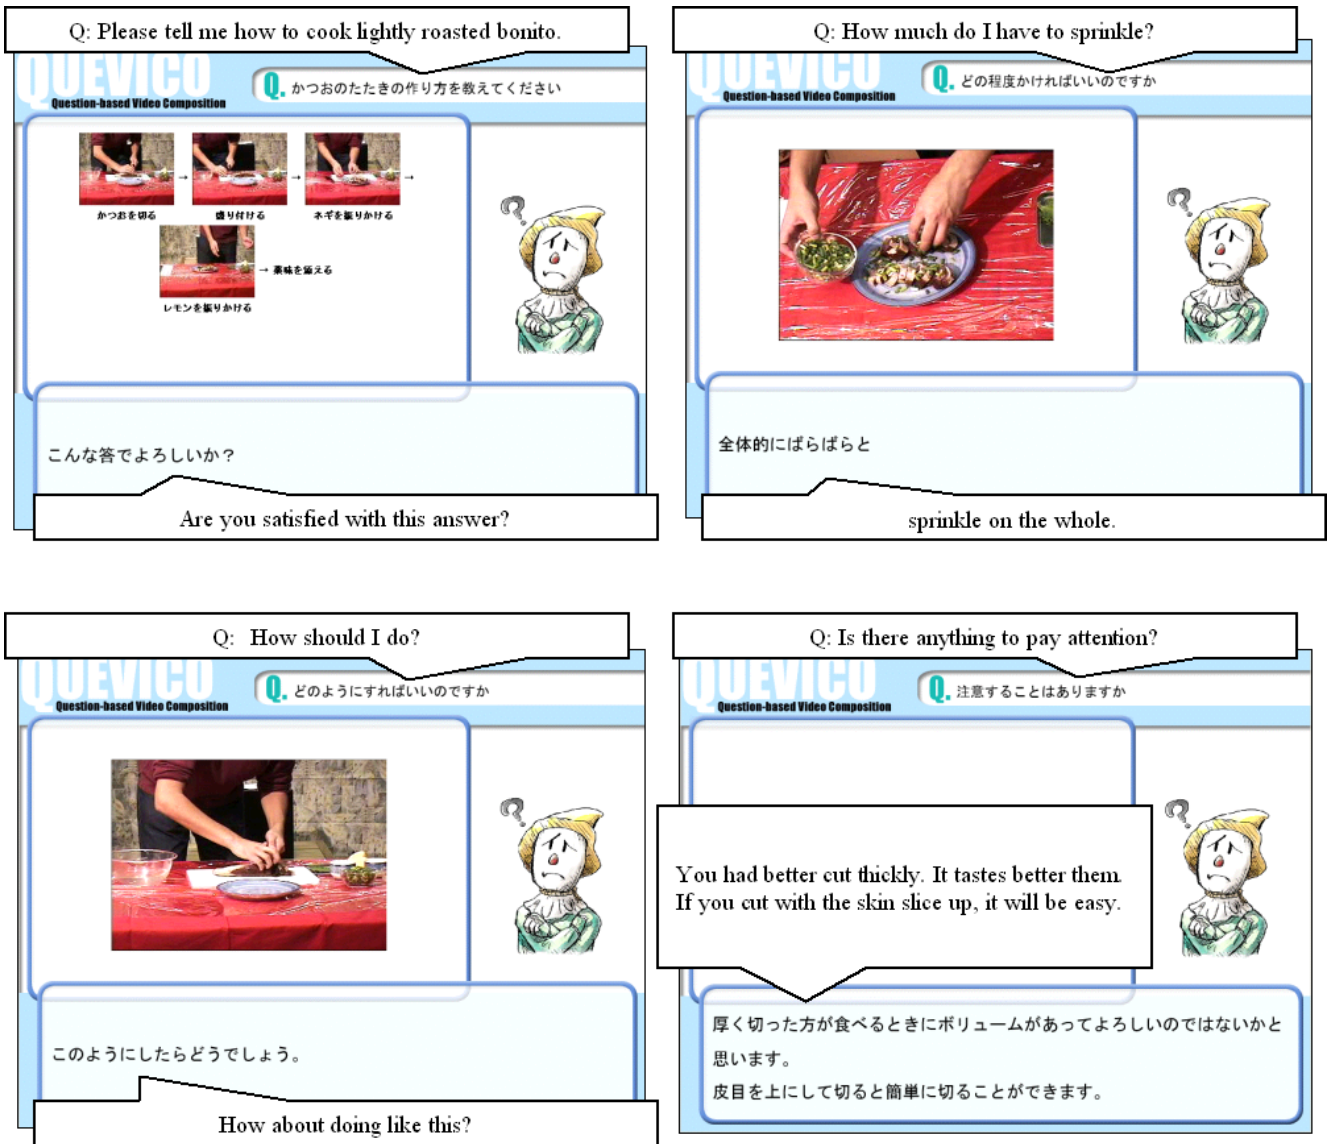 Q: Please tell me how to cook lightly roasted bonito.
QUEVICO
Question-based Video Composition
Q. かつおのたたきの作り方を教えてください
かつおを切る
→
盛り付ける
→
ネギを振りかける
→
レモンを振りかける
→ 薬味を添える
?
こんな答でよろしいか？
Are you satisfied with this answer?
Q: How much do I have to sprinkle?
QUEVICO
Question-based Video Composition
Q. どの程度かければいいのですか
?
全体的にばらばらと
sprinkle on the whole.
Q: How should I do?
QUEVICO
Question-based Video Composition
Q. どのようにすればいいのですか
?
このようにしたらどうでしょう。
How about doing like this?
Q: Is there anything to pay attention?
QUEVICO
Question-based Video Composition
Q. 注意することはありますか
?
You had better cut thickly. It tastes better them.
If you cut with the skin slice up, it will be easy.
厚く切った方が食べるときにボリュームがあってよろしいのではないかと
思います。
皮目を上にして切ると簡単に切ることができます。